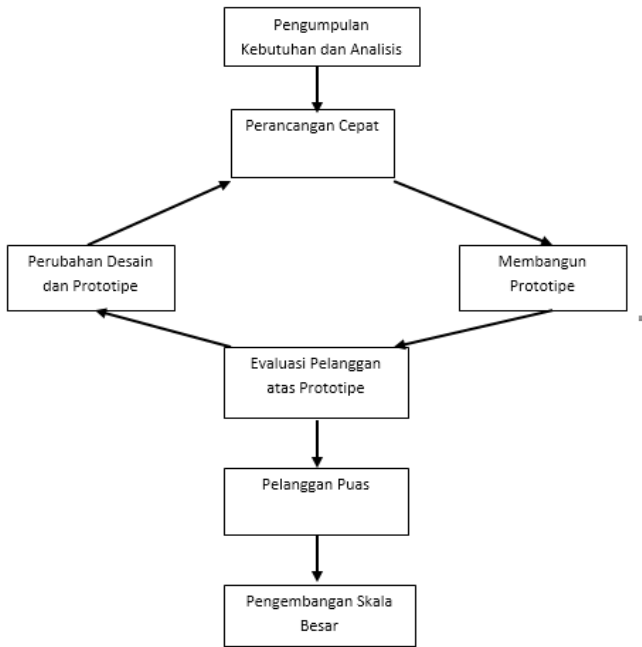 Pengumpulan
Kebutuhan dan Analisis
Perancangan Cepat
Perubahan Desain
dan Prototipe
Membangun
Prototipe
Evaluasi Pelanggan
atas Prototipe
Pelanggan Puas
Pengembangan Skala
Besar